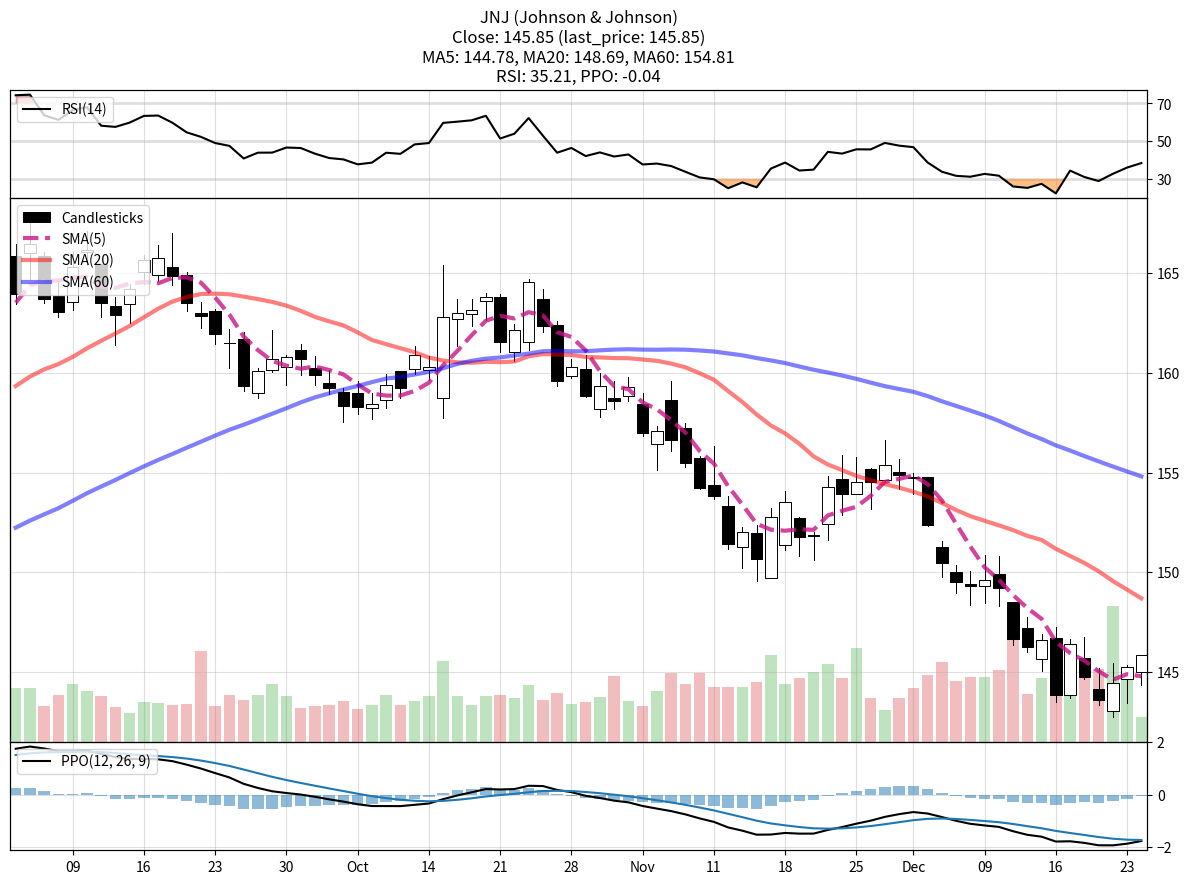 JNJ (Johnson & Johnson)
Close: 145.85 (last_price: 145.85)
MA5: 144.78, MA20: 148.69, MA60: 154.81
RSI: 35.21, PPO: -0.04
RSI(14)
70
50
30
Candlesticks
SMA(5)
SMA(20)
SMA(60)
165
160
155
150
145
PPO(12, 26, 9)
2
0
−2
09 16 23 30 Oct 14 21 28 Nov 11 18 25 Dec 09 16 23